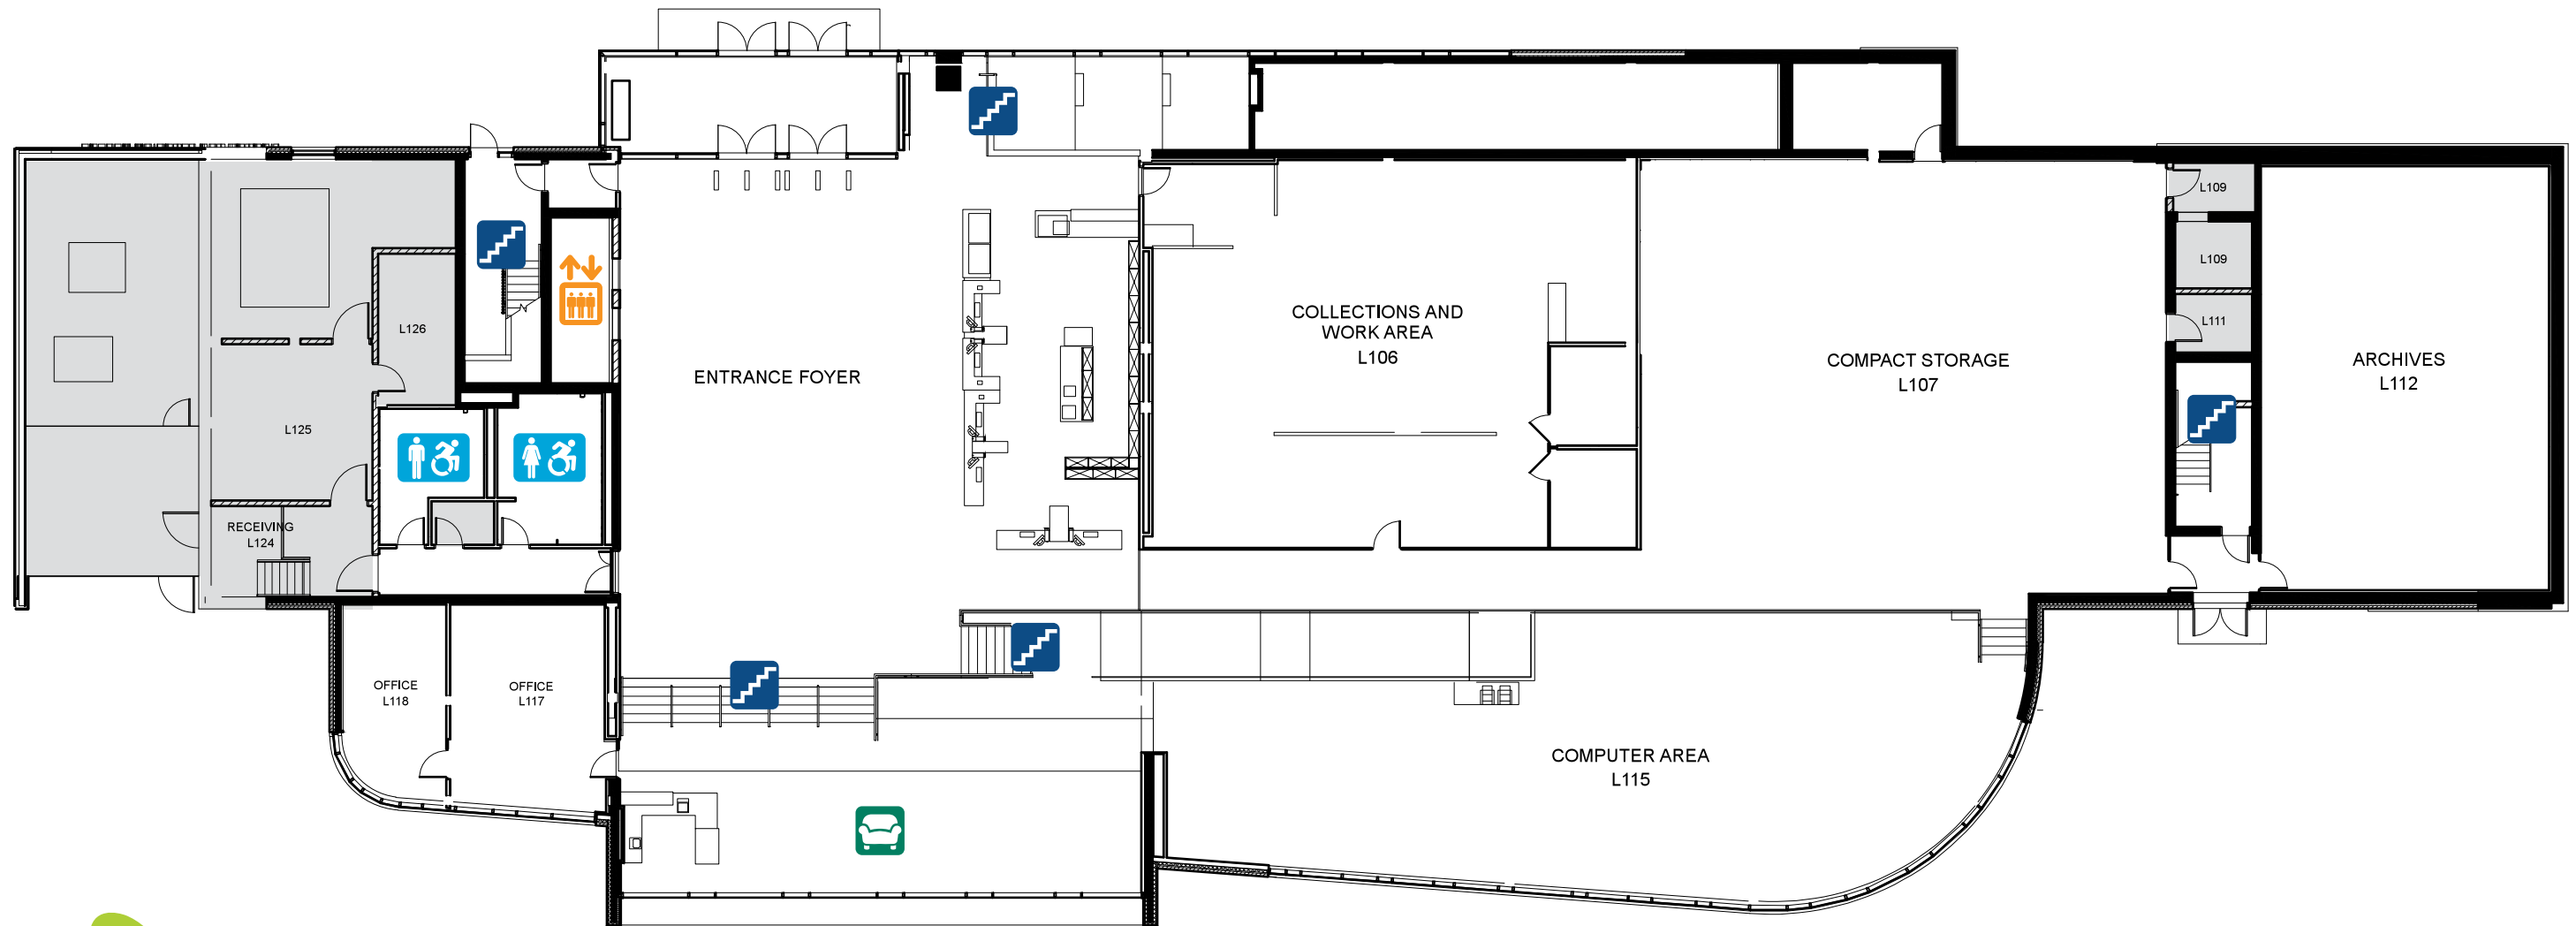 L109
L109
L126
COLLECTIONS AND
WORK AREA
L106
L111
ENTRANCE FOYER
COMPACT STORAGE
L107
ARCHIVES
L112
L125
RECEIVING
L124
OFFICE
L118
OFFICE
L117
COMPUTER AREA
L115